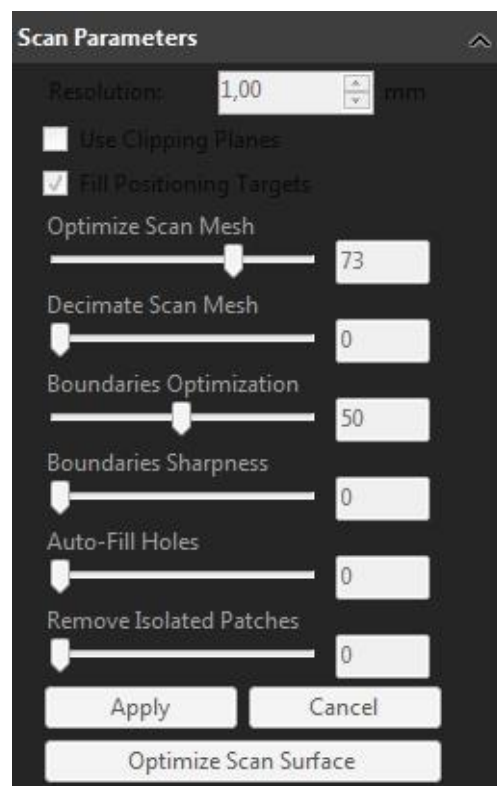 Scan Parameters
Resolution: 1,00 mm
Use Clipping Planes
Fill Positioning Targets
Optimize Scan Mesh
73
Decimate Scan Mesh
0
Boundaries Optimization
50
Boundaries Sharpness
0
Auto-Fill Holes
0
Remove Isolated Patches
0
Apply Cancel
Optimize Scan Surface